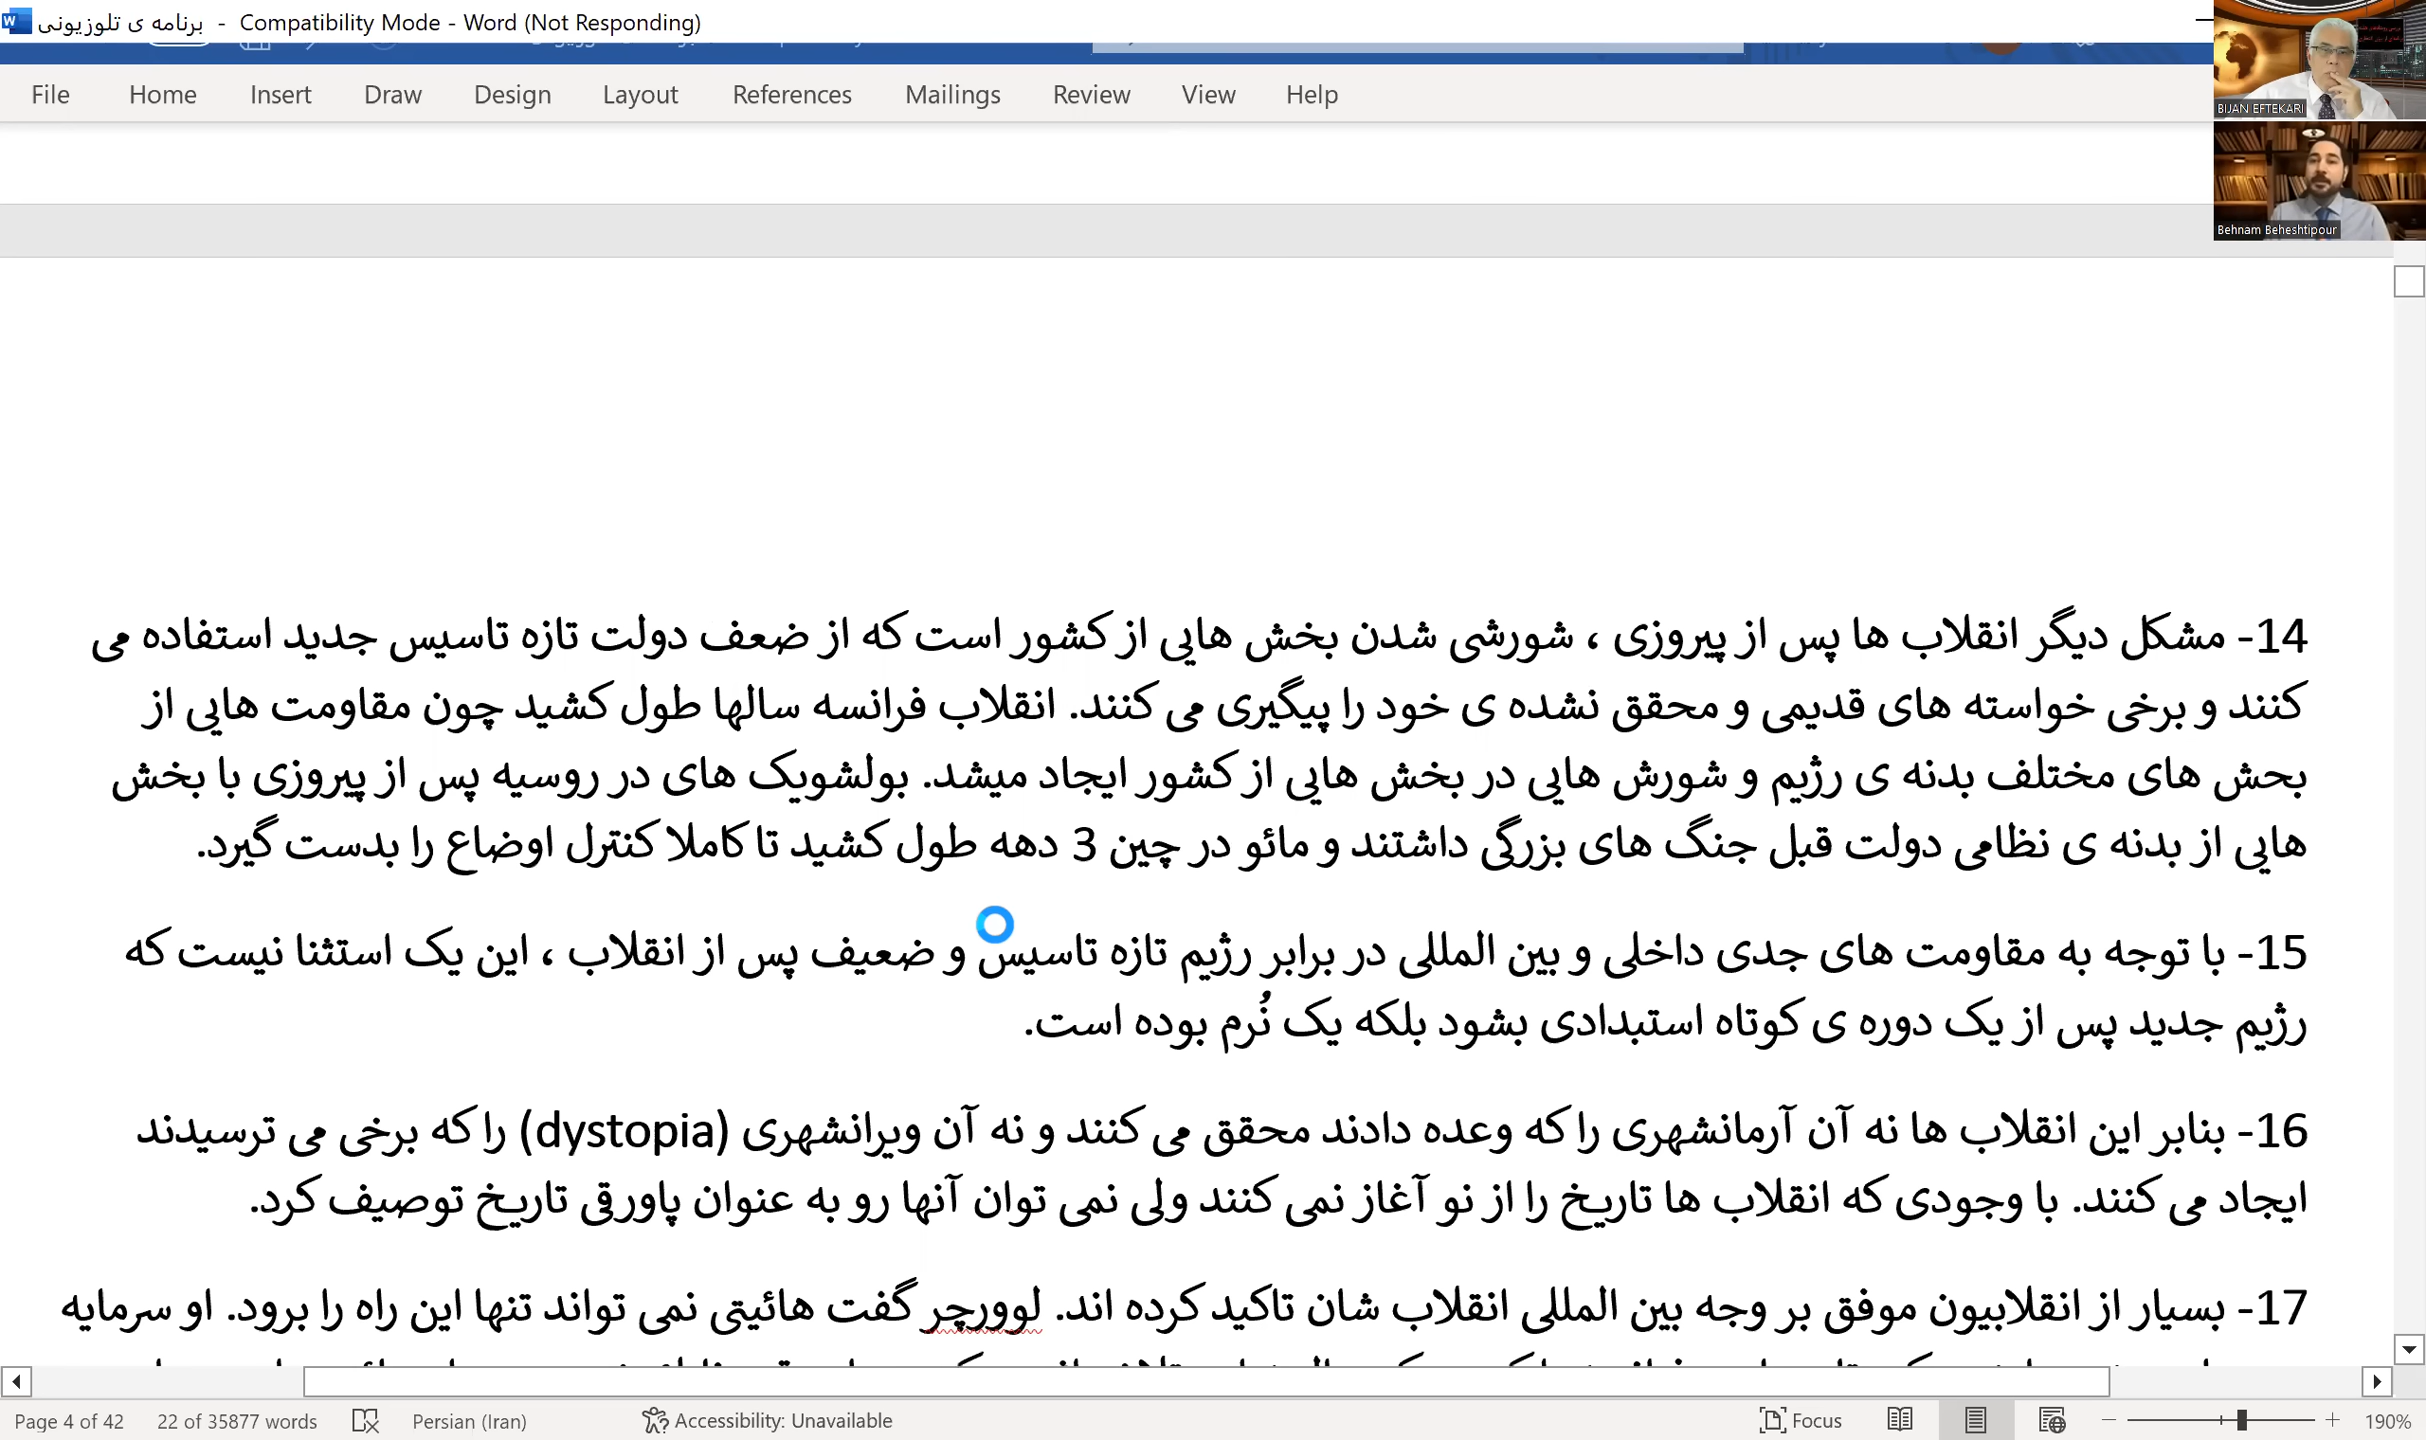 برنامه ی تلوزیونی - Compatibility Mode - Word (Not Responding)
File Home Insert Draw Design Layout References Mailings Review View Help
BIJAN EFTEKARI
Behnam Beheshtipour
14- مشکل دیگر انقلاب ها پس از پیروزی ، شورشی شدن بخش هایی از کشور است که از ضعف دولت تازه تاسیس جدید استفاده می
کنند و برخی خواسته های قدیمی و محقق نشده ی خود را پیگیری می کنند. انقلاب فرانسه سالها طول کشید چون مقاومت هایی از
بحش های مختلف بدنه ی رژیم و شورش هایی در بخش هایی از کشور ایجاد میشد. بولشویک های در روسیه پس از پیروزی با بخش
هایی از بدنه ی نظامی دولت قبل جنگ های بزرگی داشتند و مائو در چین 3 دهه طول کشید تا کاملا کنترل اوضاع را بدست گیرد.
15- با توجه به مقاومت های جدی داخلی و بین المللی در برابر رژیم تازه تاسیس و ضعیف پس از انقلاب ، این یک استثنا نیست که
رژیم جدید پس از یک دوره ی کوتاه استبدادی بشود بلکه یک نُرم بوده است.
16- بنابر این انقلاب ها نه آن آرمانشهری را که وعده دادند محقق می کنند و نه آن ویرانشهری (dystopia) را که برخی می ترسیدند
ایجاد می کنند. با وجودی که انقلاب ها تاریخ را از نو آغاز نمی کنند ولی نمی توان آنها رو به عنوان پاورقی تاریخ توصیف کرد.
17- بسیار از انقلابیون موفق بر وجه بین المللی انقلاب شان تاکید کرده اند. لوورچر گفت هائیتی نمی تواند تنها این راه را برود. او سرمایه
Page 4 of 42 22 of 35877 words Persian (Iran) Accessibility: Unavailable Focus 190%